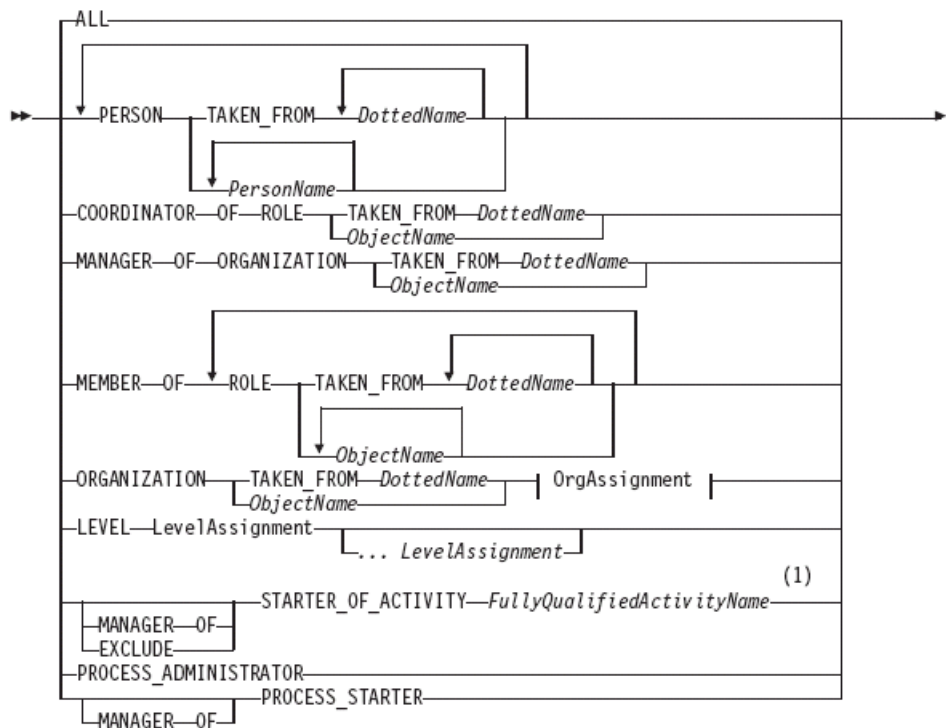 ALL
PERSON TAKEN_FROM DottedName
PersonName
COORDINATOR OF ROLE TAKEN_FROM DottedName
ObjectName
MANAGER OF ORGANIZATION TAKEN_FROM DottedName
ObjectName
MEMBER OF ROLE TAKEN_FROM DottedName
ObjectName
ORGANIZATION TAKEN_FROM DottedName OrgAssignment
ObjectName
LEVEL LevelAssignment
... LevelAssignment
(1)
STARTER_OF_ACTIVITY FullyQualifiedActivityName
MANAGER OF
EXCLUDE
PROCESS_ADMINISTRATOR
PROCESS_STARTER
MANAGER OF